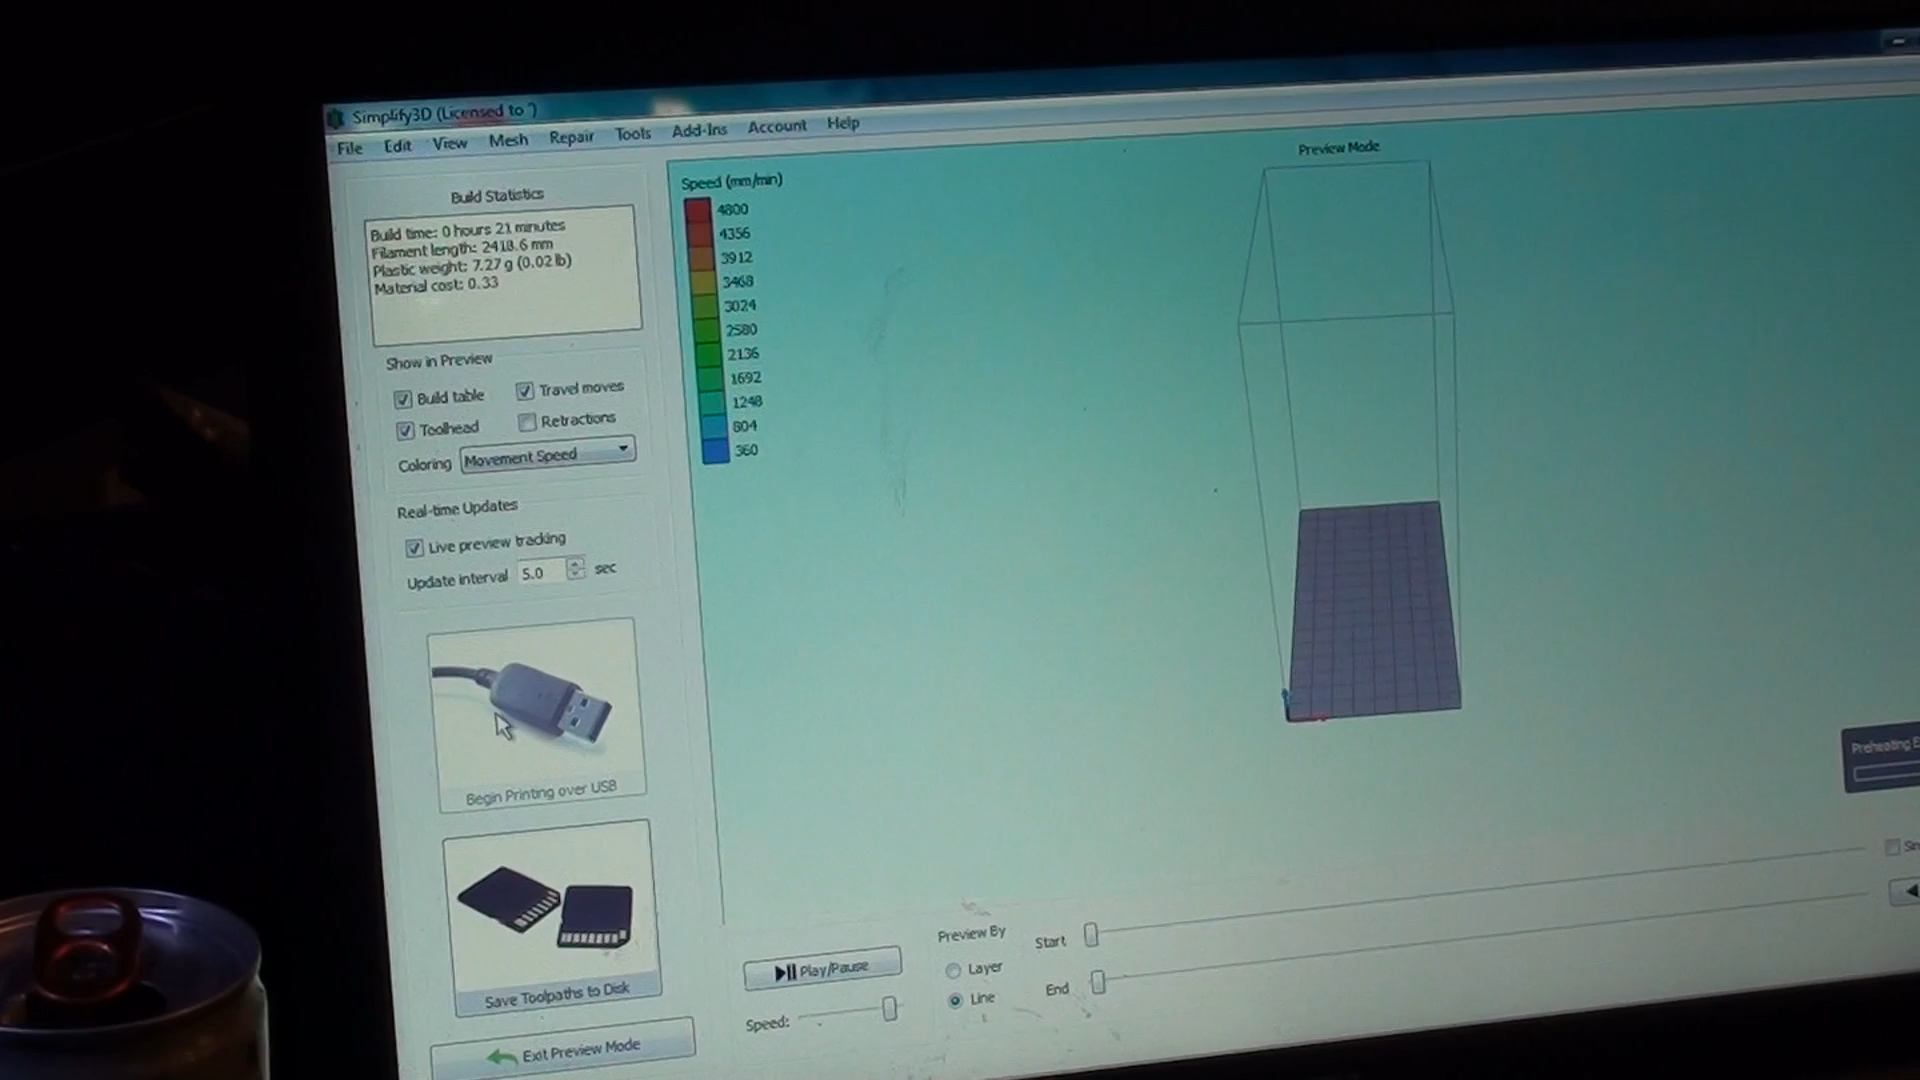 Simplify3D (Licensed to ')
File Edit View Mesh Repair Tools Add-Ins Account Help
Build Statistics
Build time: 0 hours 21 minutes
Filament length: 2418.6 mm
Plastic weight: 7.27 g (0.02 lb)
Material cost: 0.33
Show in Preview
Build table
Travel moves
Toolhead
Retractions
Coloring Movement Speed
Real-time Updates
Live preview tracking
Update interval 5.0 sec
Begin Printing over USB
Save Toolpaths to Disk
Exit Preview Mode
Speed (mm/min)
4800
4356
3912
3468
3024
2580
2136
1692
1248
804
360
Preview Mode
Preheating
Play/Pause
Speed:
Preview By
Layer
Line
Start
End